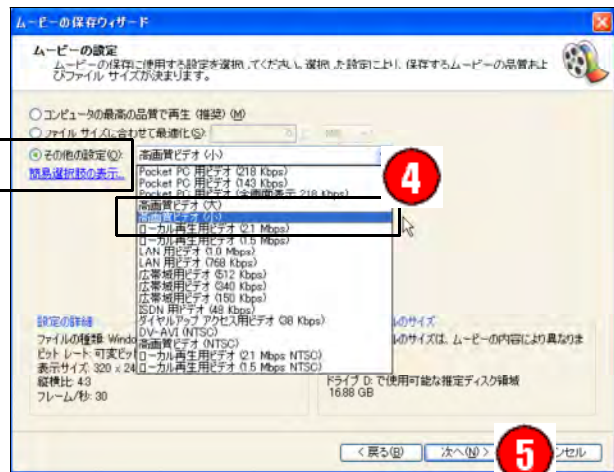 ムービーの保存ウィザード
ムービーの設定
ムービーの保存に使用する設定を選択してください。選択した設定により、保存するムービーの品質およ
びファイル サイズが決まります。
コンピュータの最高の品質で再生 (推奨) (M)
ファイル サイズに合わせて最適化(S):
その他の設定(O): 高画質ビデオ (小)
簡易選択肢の表示...
Pocket PC 用ビデオ (218 Kbps)
Pocket PC 用ビデオ (143 Kbps)
Pocket PC 用ビデオ (全画面表示 218 Kbps)
高画質ビデオ (大)
高画質ビデオ (小)
ローカル再生用ビデオ (2.1 Mbps)
ローカル再生用ビデオ (1.5 Mbps)
LAN 用ビデオ (1.0 Mbps)
LAN 用ビデオ (768 Kbps)
広帯域用ビデオ (512 Kbps)
広帯域用ビデオ (340 Kbps)
広帯域用ビデオ (150 Kbps)
ISDN 用ビデオ (48 Kbps)
ダイヤルアップ アクセス用ビデオ (38 Kbps)
DV-AVI (NTSC)
高画質ビデオ (NTSC)
ローカル再生用ビデオ (2.1 Mbps NTSC)
ローカル再生用ビデオ (1.5 Mbps NTSC)
4
設定の詳細
ファイルの種類: Windo
ビット レート: 可変ビッ
表示サイズ: 320 x 24
縦横比: 4:3
フレーム/秒: 30
ルのサイズ
ルのサイズは、ムービーの内容により異なりま
ドライブ D: で使用可能な推定ディスク領域
16.88 GB
< 戻る(B)
次へ(N) >
5
ンセル